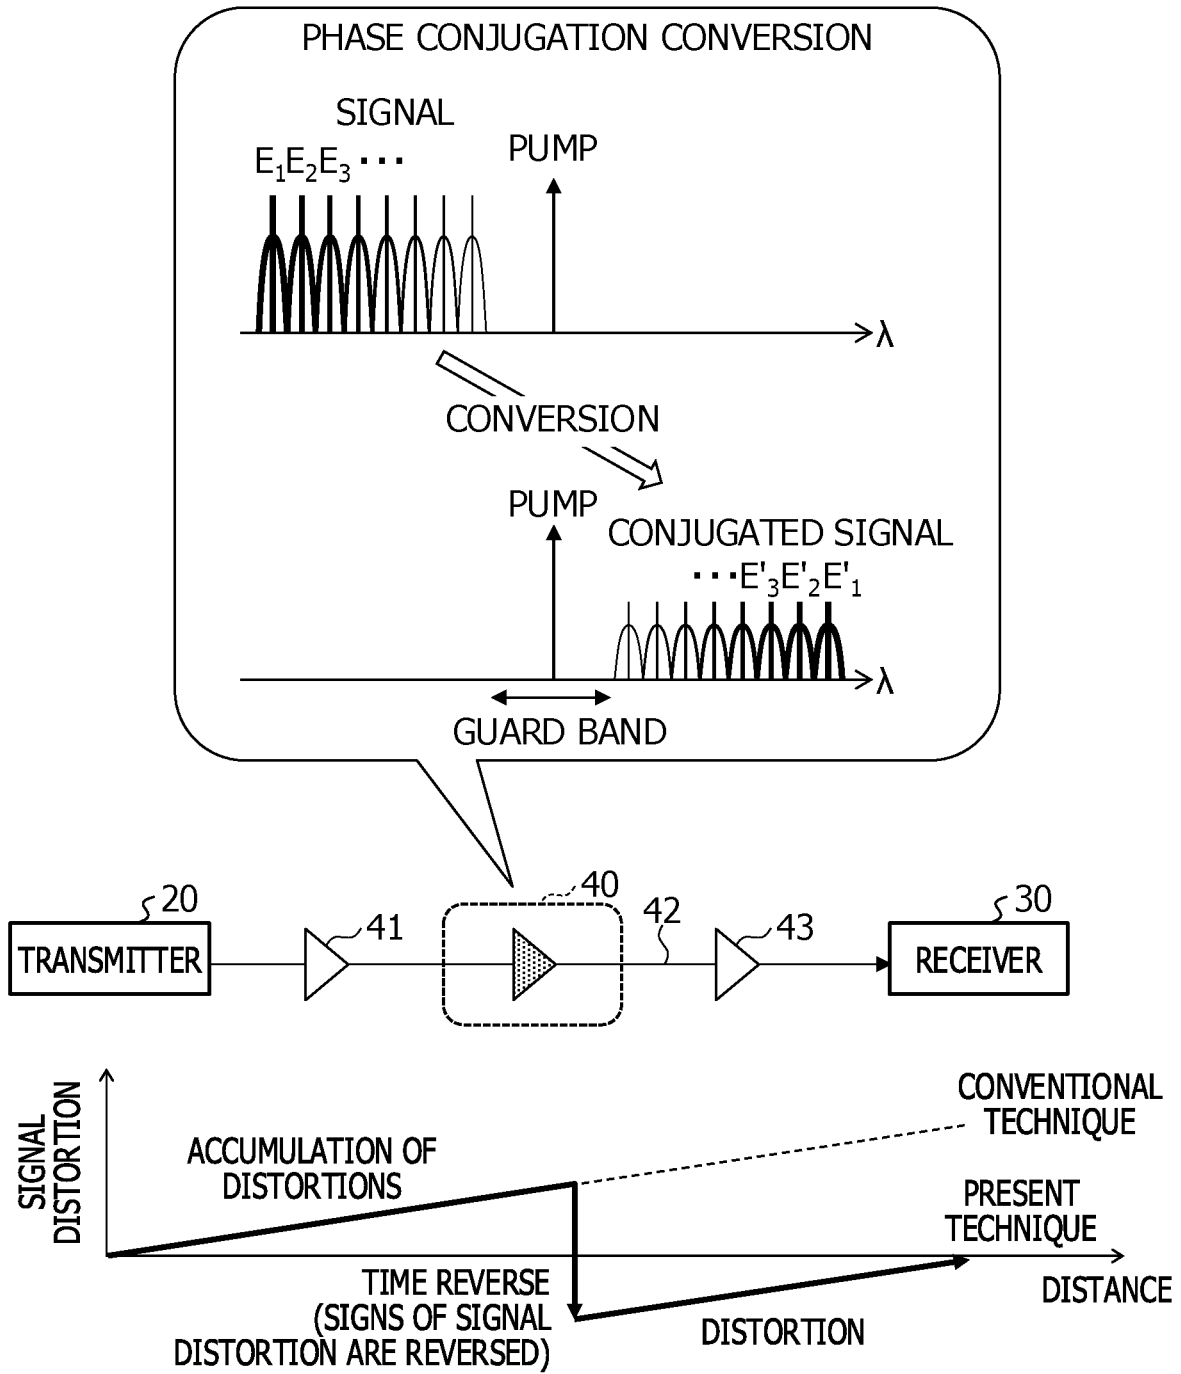 PHASE CONJUGATION CONVERSION
SIGNAL
E1E2E3 ···
PUMP
λ
CONVERSION
PUMP
CONJUGATED SIGNAL
···E'3E'2E'1
λ
GUARD BAND
20
TRANSMITTER
41
40
42
43
30
RECEIVER
SIGNAL
DISTORTION
ACCUMULATION OF
DISTORTIONS
CONVENTIONAL
TECHNIQUE
PRESENT
TECHNIQUE
TIME REVERSE
(SIGNS OF SIGNAL
DISTORTION ARE REVERSED)
DISTORTION
DISTANCE